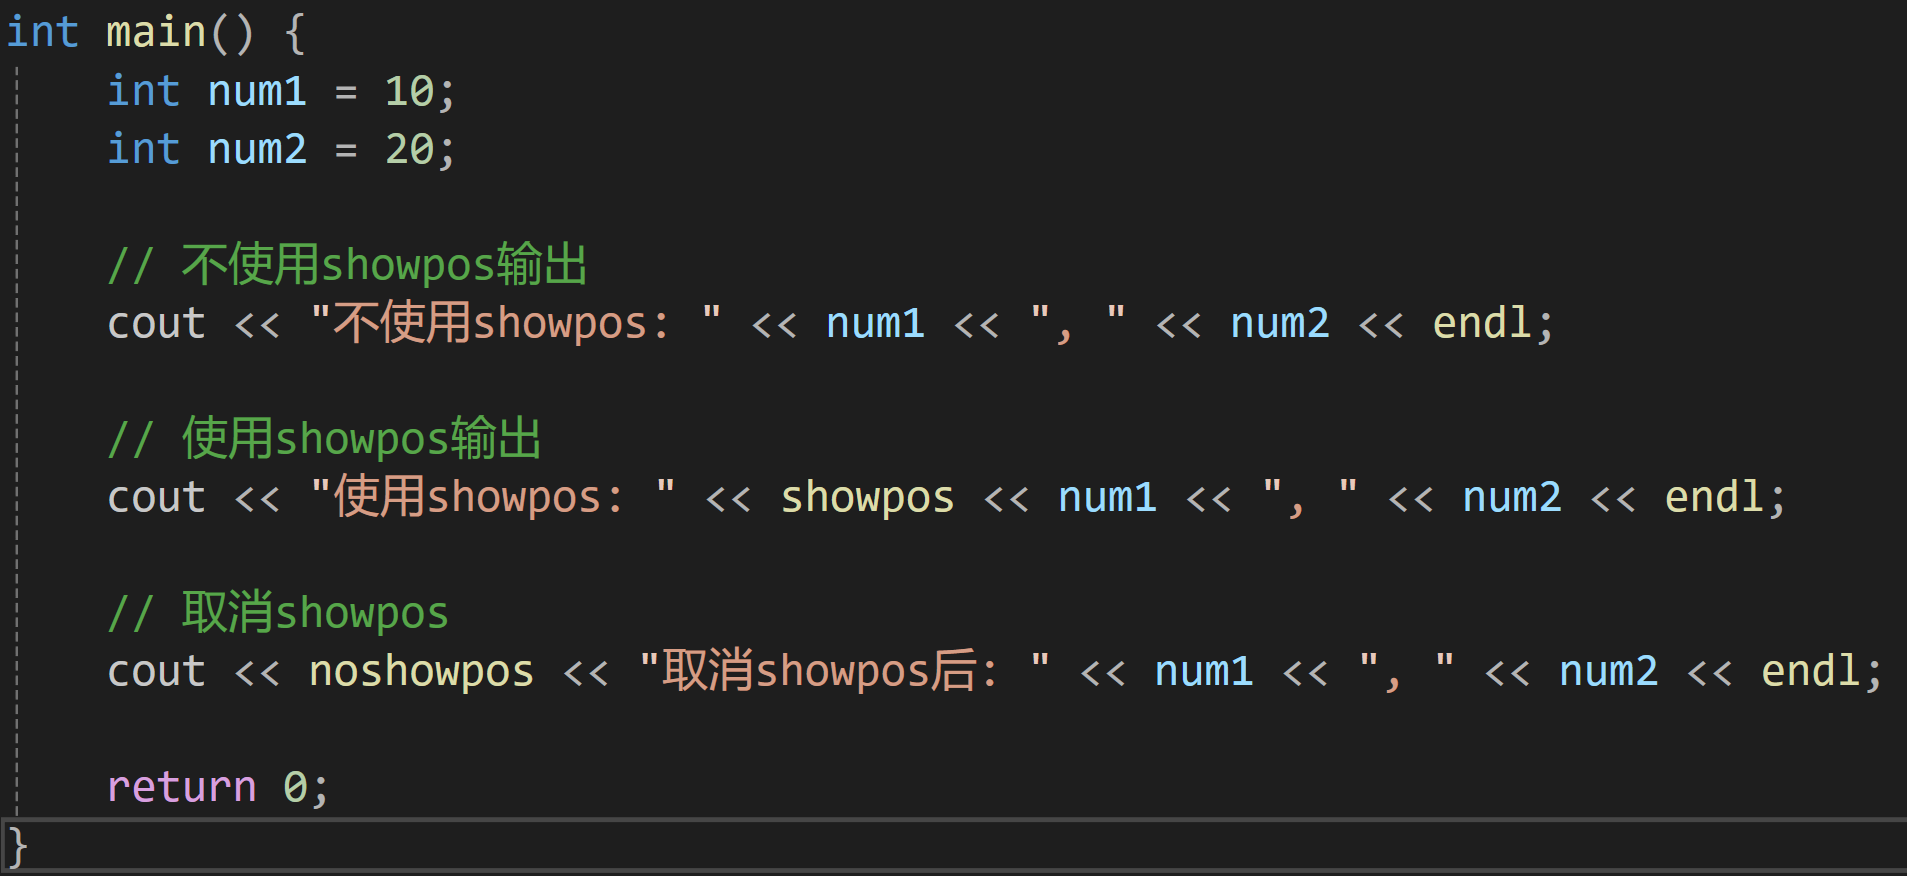 int main() {
    int num1 = 10;
    int num2 = 20;
    // 不使用showpos输出
    cout << "不使用showpos: " << num1 << ", " << num2 << endl;
    // 使用showpos输出
    cout << "使用showpos: " << showpos << num1 << ", " << num2 << endl;
    // 取消showpos
    cout << noshowpos << "取消showpos后: " << num1 << ", " << num2 << endl;
    return 0;
}